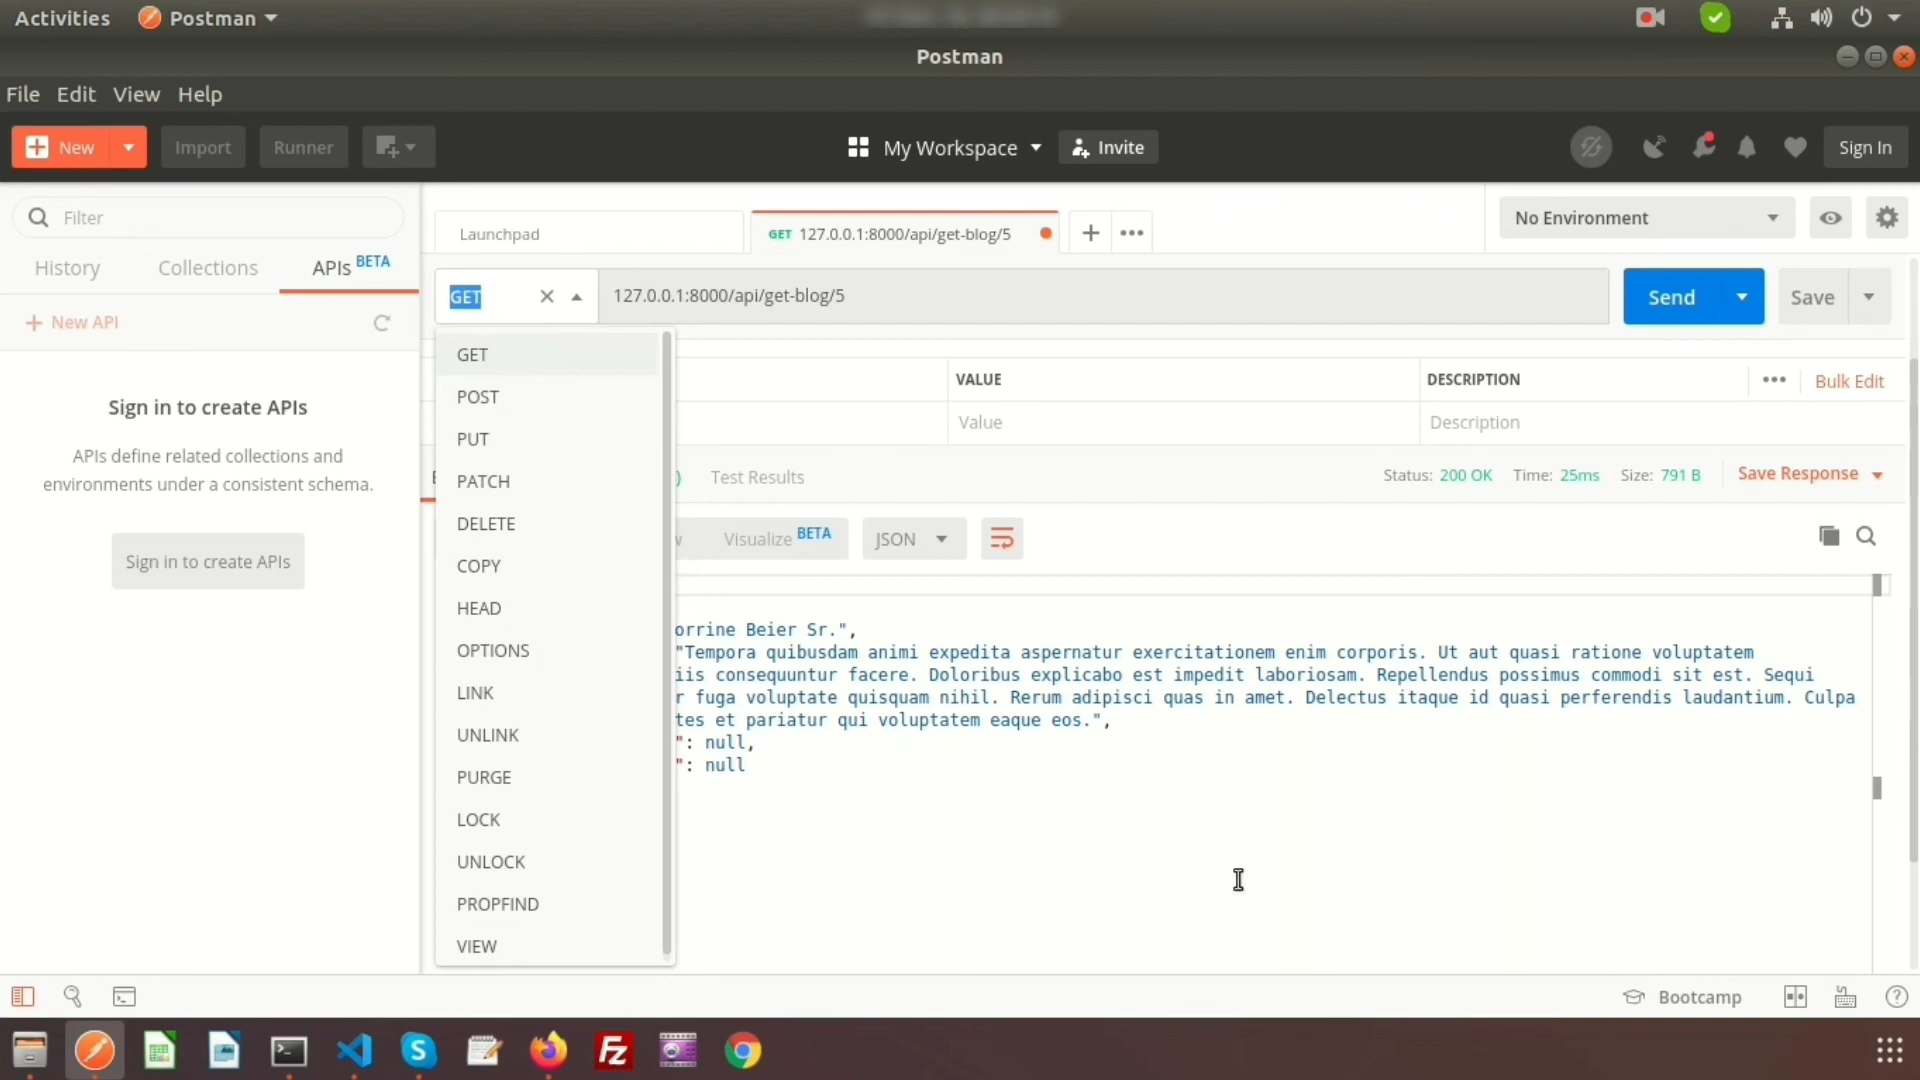 Activities Postman
Postman
File Edit View Help
New Import Runner My Workspace Invite Sign In
Filter
History Collections APIs BETA
New API
Sign in to create APIs
APIs define related collections and
environments under a consistent schema.
Sign in to create APIs
Launchpad GET 127.0.0.1:8000/api/get-blog/5 ••• No Environment
GET 127.0.0.1:8000/api/get-blog/5 Send Save
GET
POST
PUT
PATCH
DELETE
COPY
HEAD
OPTIONS
LINK
UNLINK
PURGE
LOCK
UNLOCK
PROPFIND
VIEW
VALUE DESCRIPTION ••• Bulk Edit
Value Description
) Test Results Status: 200 OK Time: 25ms Size: 791 B Save Response
w Visualize BETA JSON
orrine Beier Sr.",
"Tempora quibusdam animi expedita aspernatur exercitationem enim corporis. Ut aut quasi ratione voluptatem
iis consequuntur facere. Doloribus explicabo est impedit laboriosam. Repellendus possimus commodi sit est. Sequi
r fuga voluptate quisquam nihil. Rerum adipisci quas in amet. Delectus itaque id quasi perferendis laudantium. Culpa
tes et pariatur qui voluptatem eaque eos.",
": null,
": null
Bootcamp